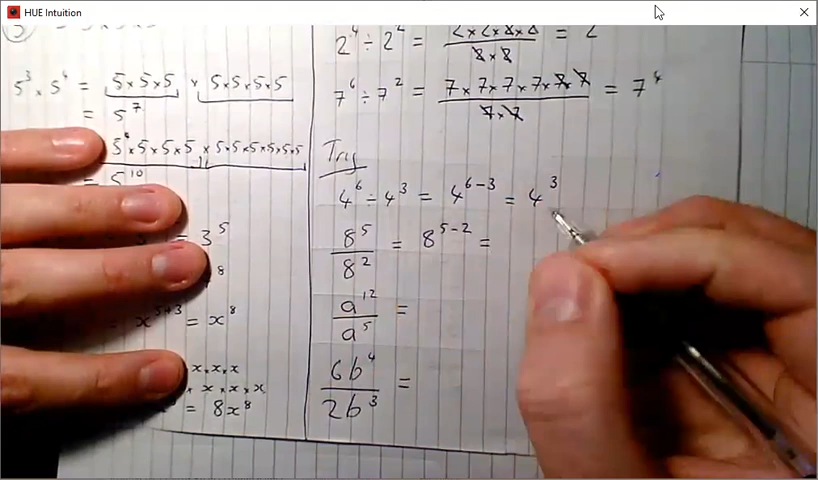 HUE Intuition
5³ × 5⁴ = 5×5×5 × 5×5×5×5
= 5⁷
5×5×5×5×5 × 5×5×5×5×5
= 5¹⁰
= 3⁵
8
= x⁵⁺³ = x⁸
x × x × x
× x × x × x
= 8x⁸
2⁴ ÷ 2² = 2×2×2×2 / 2×2 = 2
7⁶ ÷ 7² = 7×7×7×7×7×7 / 7×7 = 7⁴
Try
4⁶ ÷ 4³ = 4⁶⁻³ = 4³
8⁵ / 8² = 8⁵⁻² =
a¹² / a⁵ =
6b⁴ / 2b³ =